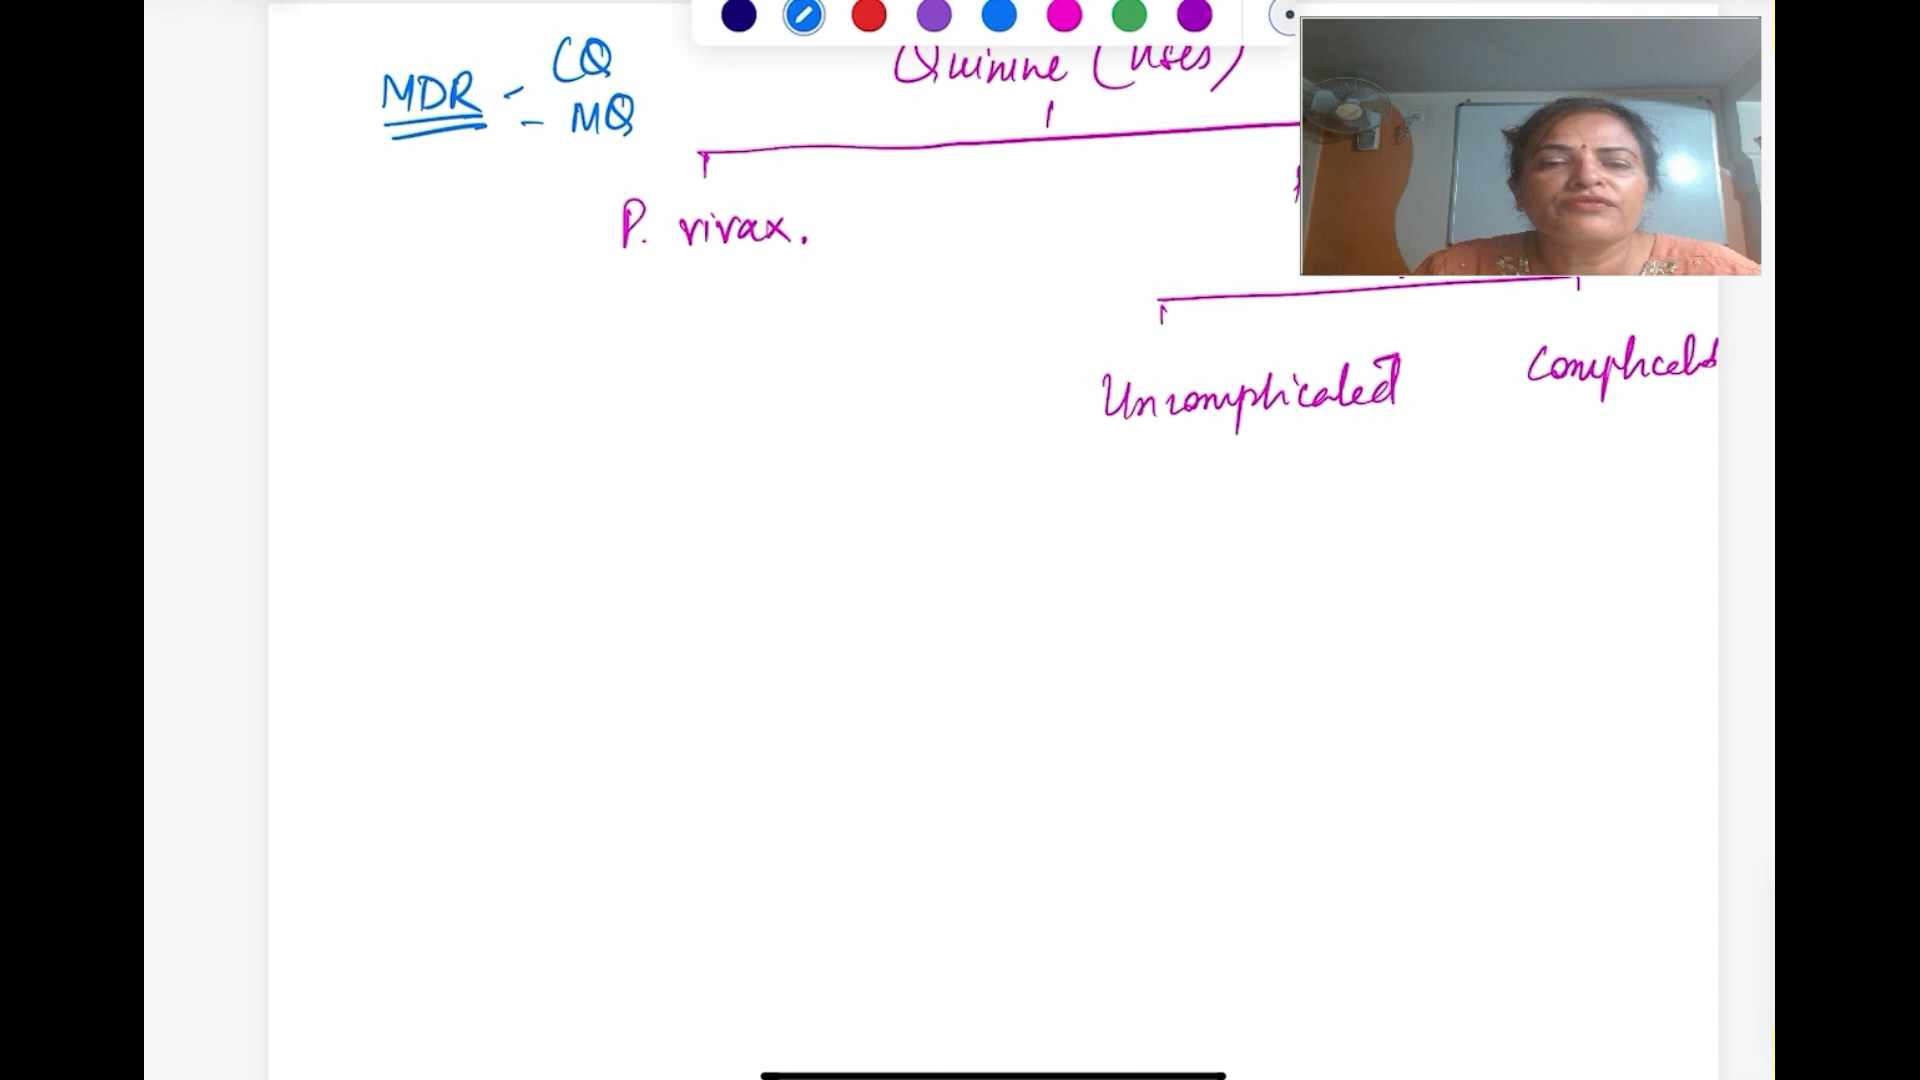 MDR - CQ
- MQ
Quinine (Uses)
P. vivax.
Uncomplicated
Complicated